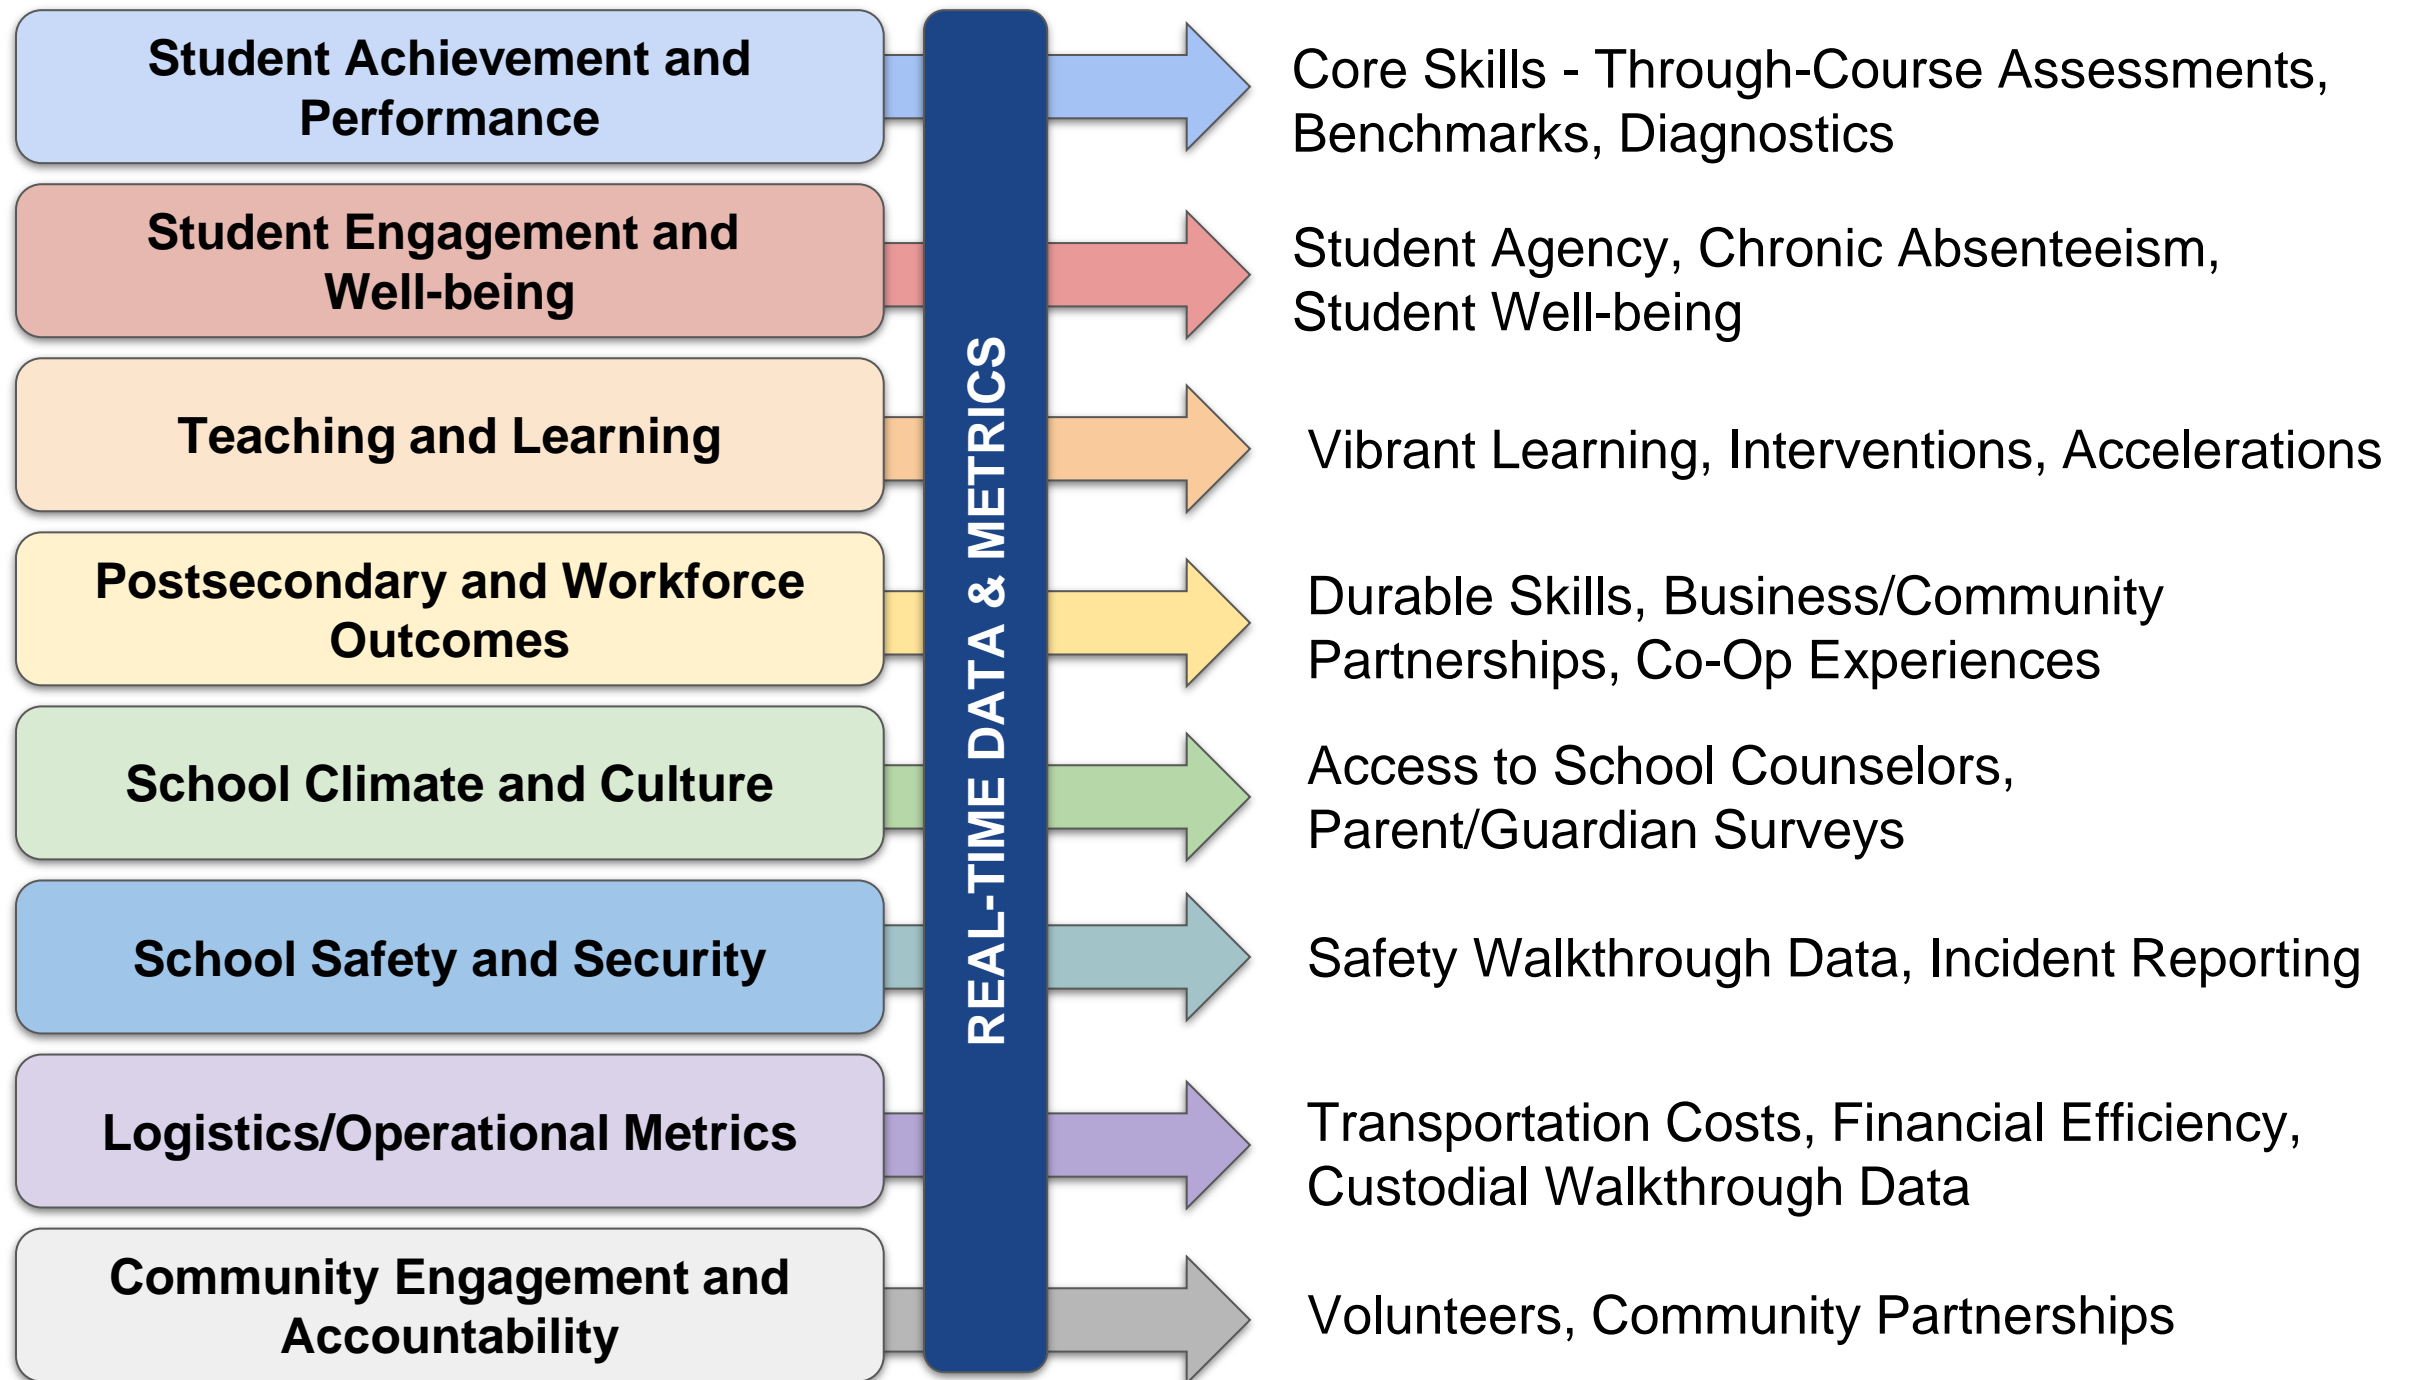 Student Achievement and
Performance
Core Skills - Through-Course Assessments,
Benchmarks, Diagnostics
Student Engagement and
Well-being
Student Agency, Chronic Absenteeism,
Student Well-being
Teaching and Learning
Vibrant Learning, Interventions, Accelerations
Postsecondary and Workforce
Outcomes
Durable Skills, Business/Community
Partnerships, Co-Op Experiences
School Climate and Culture
Access to School Counselors,
Parent/Guardian Surveys
School Safety and Security
Safety Walkthrough Data, Incident Reporting
Logistics/Operational Metrics
Transportation Costs, Financial Efficiency,
Custodial Walkthrough Data
Community Engagement and
Accountability
Volunteers, Community Partnerships
REAL-TIME DATA & METRICS